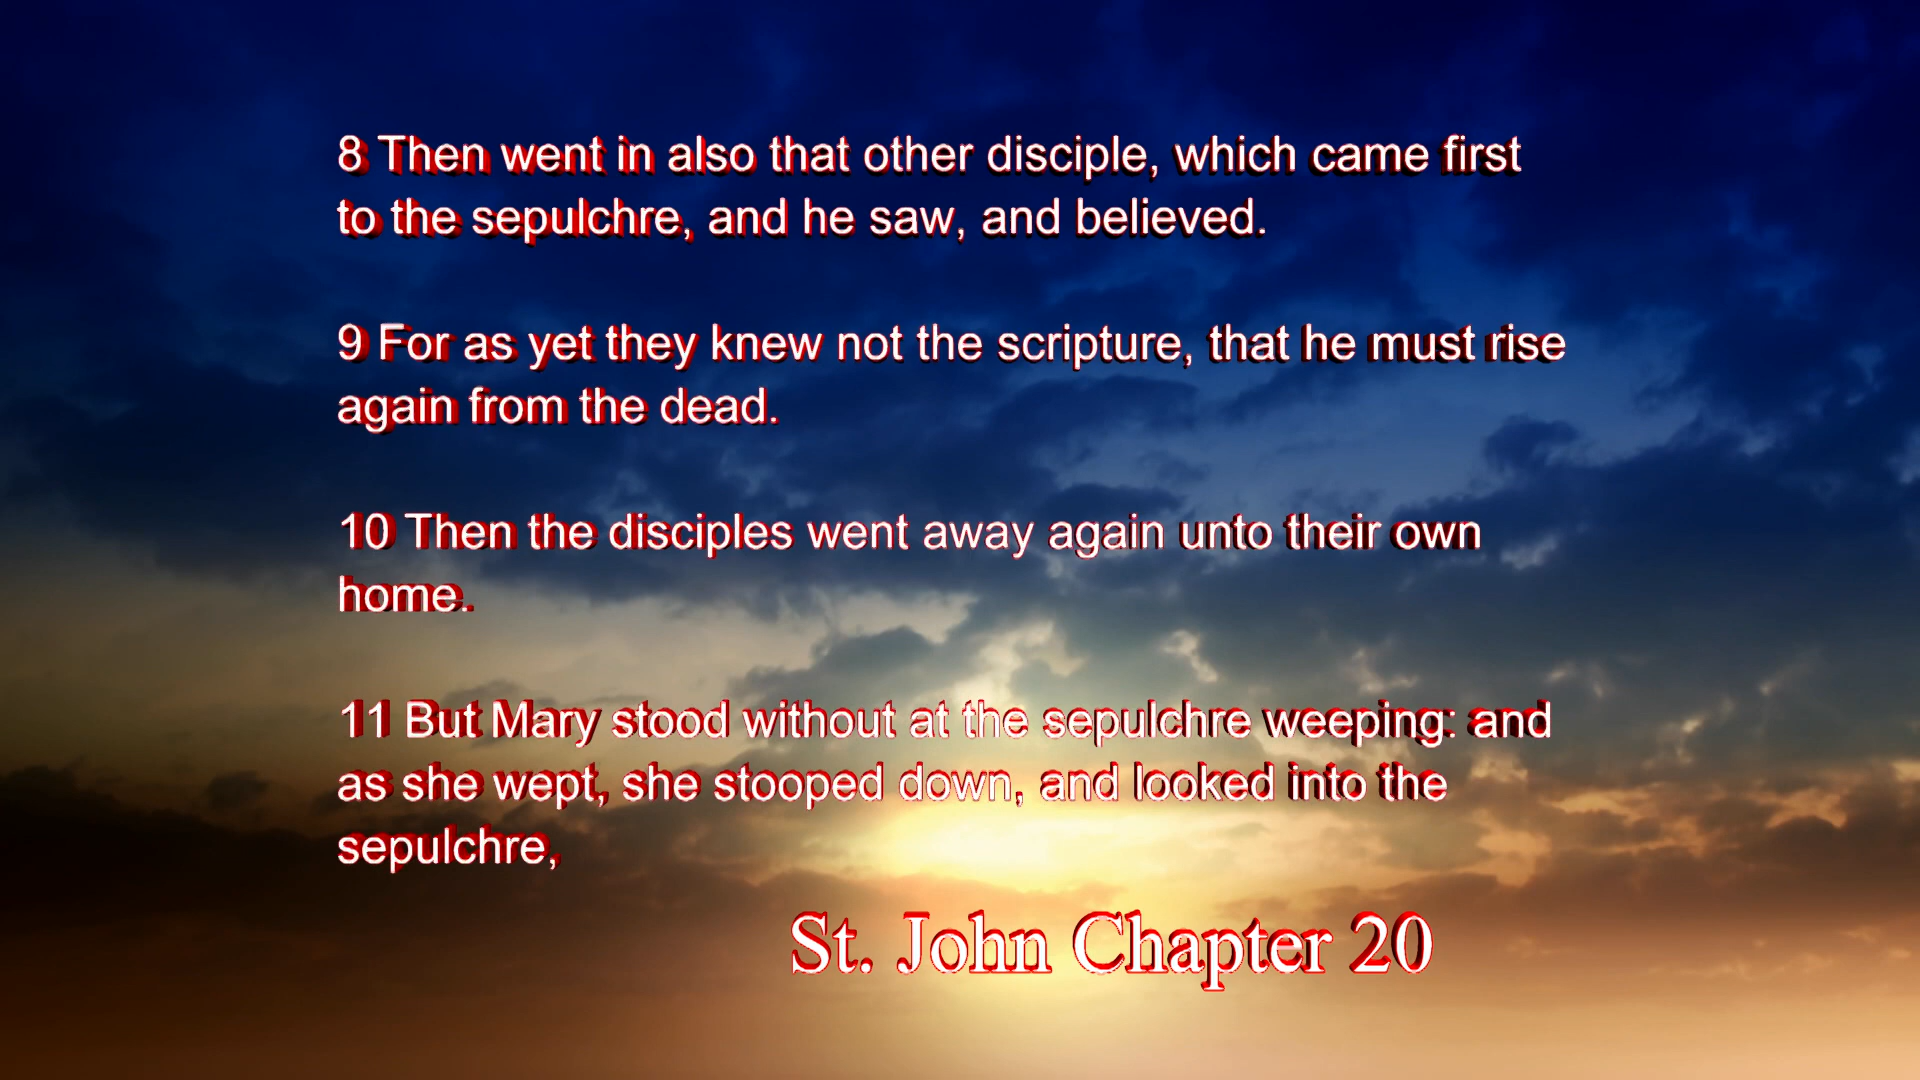 8 Then went in also that other disciple, which came first
to the sepulchre, and he saw, and believed.
9 For as yet they knew not the scripture, that he must rise
again from the dead.
10 Then the disciples went away again unto their own
home.
11 But Mary stood without at the sepulchre weeping: and
as she wept, she stooped down, and looked into the
sepulchre,
St. John Chapter 20